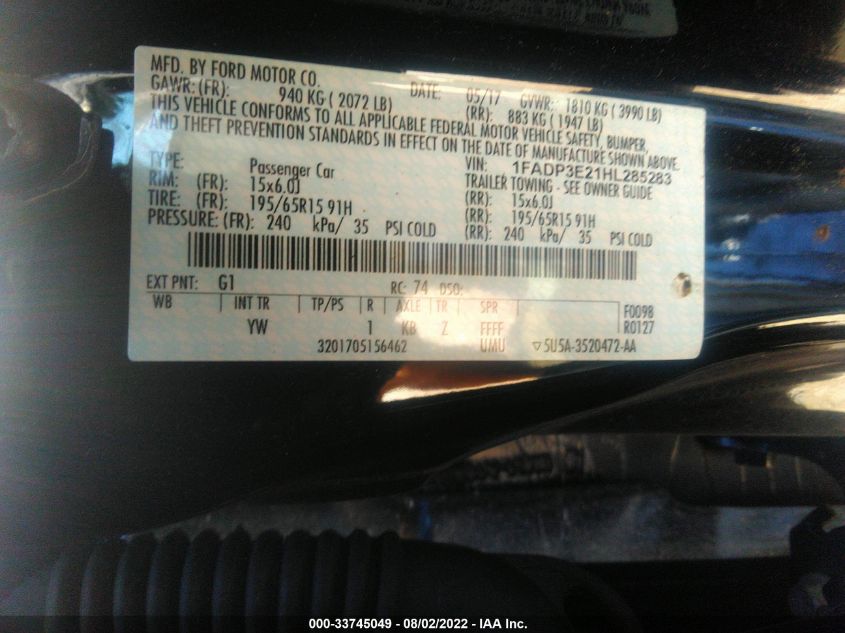 MFD. BY FORD MOTOR CO.
DATE: 05/17 GVWR: 1810 KG ( 3990 LB)
GAWR: (FR): 940 KG ( 2072 LB) (RR): 883 KG ( 1947 LB)
THIS VEHICLE CONFORMS TO ALL APPLICABLE FEDERAL MOTOR VEHICLE SAFETY, BUMPER,
AND THEFT PREVENTION STANDARDS IN EFFECT ON THE DATE OF MANUFACTURE SHOWN ABOVE.
VIN: 1FADP3E21HL285283
TYPE: Passenger Car TRAILER TOWING - SEE OWNER GUIDE
RIM: (FR): 15x6.0J (RR): 15x6.0J
TIRE: (FR): 195/65R15 91H (RR): 195/65R15 91H
PRESSURE: (FR): 240 kPa/ 35 PSI COLD (RR): 240 kPa/ 35 PSI COLD
EXT PNT: G1 RC: 74 DSO:
WB INT TR TP/PS R AXLE TR SPR F0098
YW 1 KB Z FFFF R0127
3201705156462 UMU ▽5U5A-3520472-AA
000-33745049 - 08/02/2022 - IAA Inc.